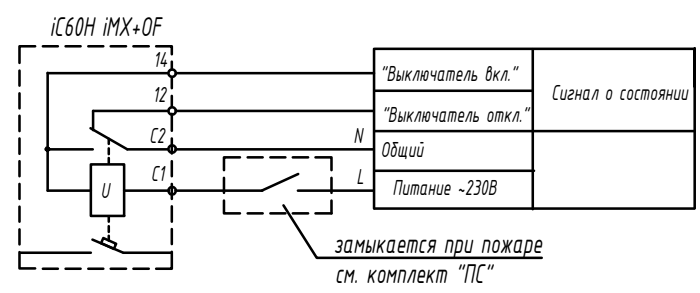 iC60H iMX+OF
14
"Выключатель вкл."
Сигнал о состоянии
12
"Выключатель откл."
C2
N
Общий
C1
L
Питание ~230В
U
замыкается при пожаре
см. комплект "ПС"